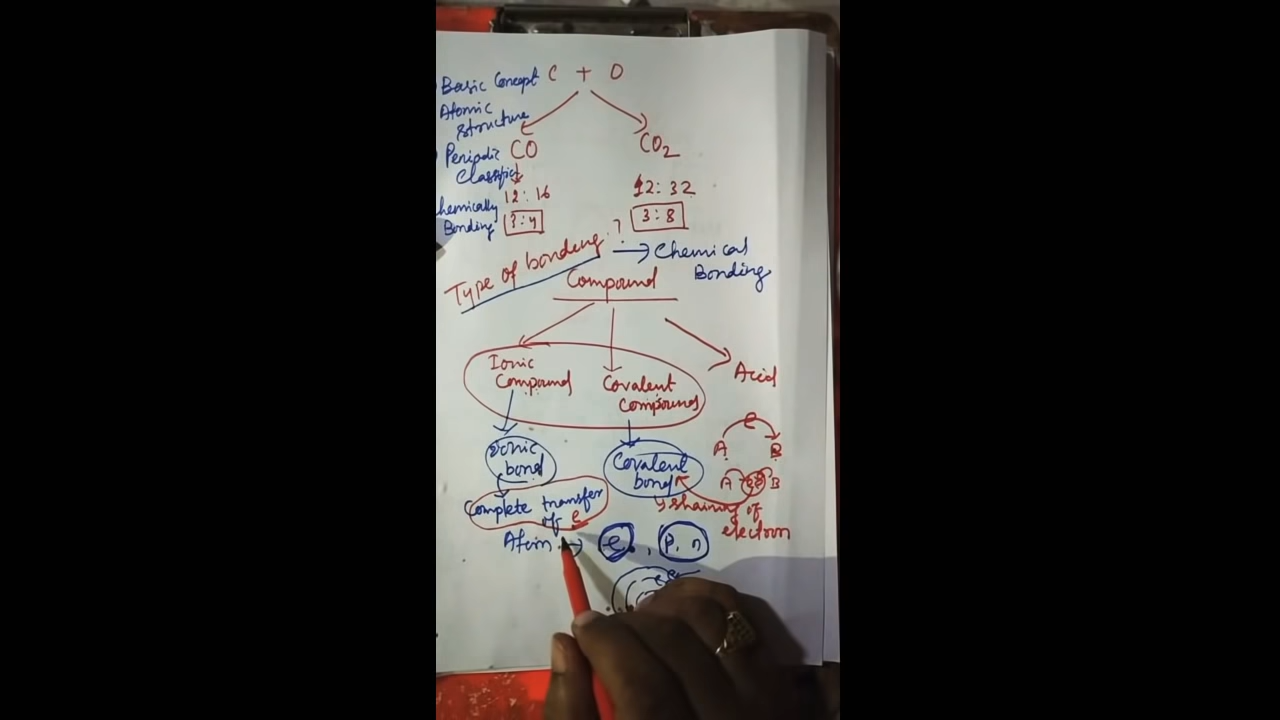 Basic Concept
Atomic
structure
Periodic
Classific
hemically
Bonding
C + O
CO
CO2
12:16
12:32
3:4
3:8
Type of bonding ?
→ Chemical
Bonding
Compound
Ionic
Compound
Covalent
Compound
Acid
Ionic
bond
Covalent
bond
e
A B
A B
Complete transfer
of e
sharing of
electron
Atom → e, p, n